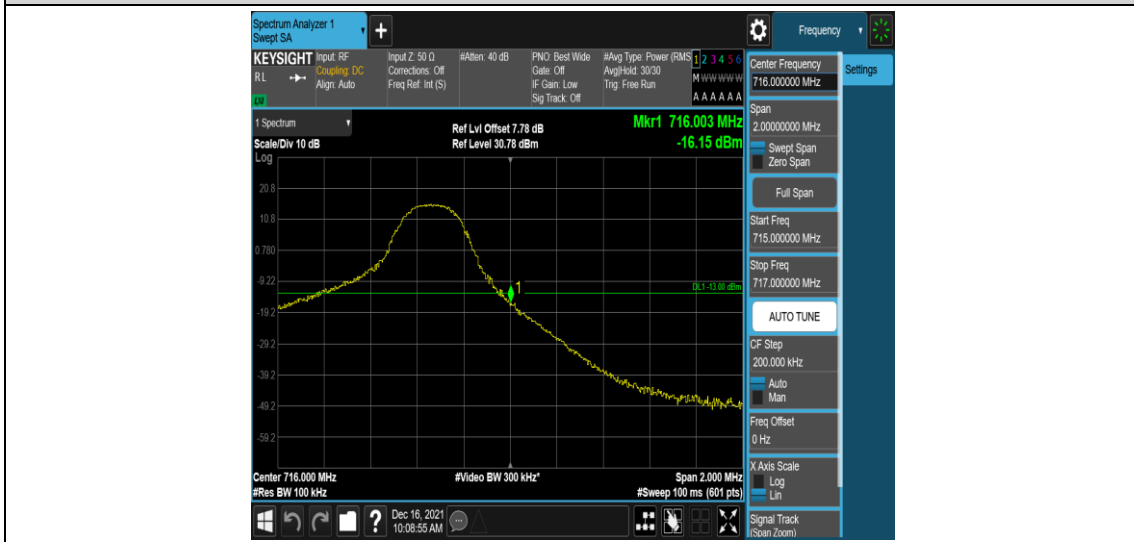 Spectrum Analyzer 1
Swept SA
+
Frequency
KEYSIGHT
RL
LXI
Input: RF
Coupling: DC
Align: Auto
Input Z: 50 Ω
Corrections: Off
Freq Ref: Int (S)
#Atten: 40 dB
PNO: Best Wide
Gate: Off
IF Gain: Low
Sig Track: Off
#Avg Type: Power (RMS
Avg|Hold: 30/30
Trig: Free Run
1 2 3 4 5 6
M W W W W W
A A A A A A
Center Frequency
716.000000 MHz
Settings
1 Spectrum
Scale/Div 10 dB
Ref Lvl Offset 7.78 dB
Ref Level 30.78 dBm
Mkr1 716.003 MHz
-16.15 dBm
Span
2.00000000 MHz
Swept Span
Zero Span
Full Span
Start Freq
715.000000 MHz
Stop Freq
717.000000 MHz
AUTO TUNE
CF Step
200.000 kHz
Auto
Man
Freq Offset
0 Hz
X Axis Scale
Log
Lin
Signal Track
(Span Zoom)
Log
20.8
10.8
0.780
-9.22
-19.2
-29.2
-39.2
-49.2
-59.2
1
DL1 -13.00 dBm
Center 716.000 MHz
#Res BW 100 kHz
#Video BW 300 kHz*
Span 2.000 MHz
#Sweep 100 ms (601 pts)
?
Dec 16, 2021
10:08:55 AM